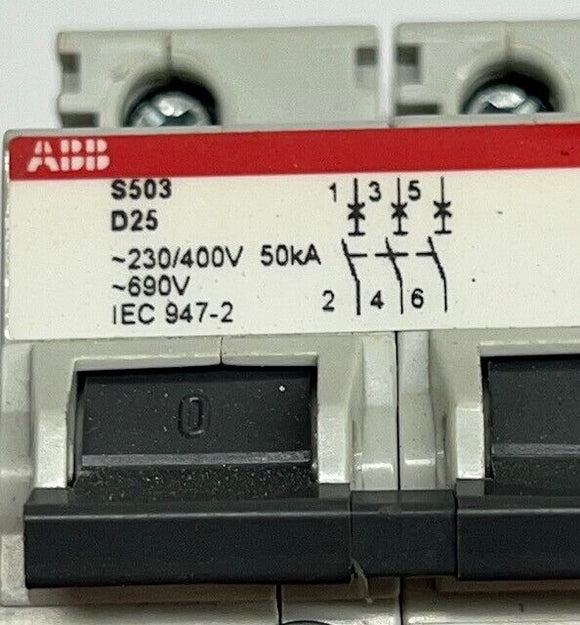 ABB
S503
D25
~230/400V 50kA
~690V
IEC 947-2
1 3 5
2 4 6
0